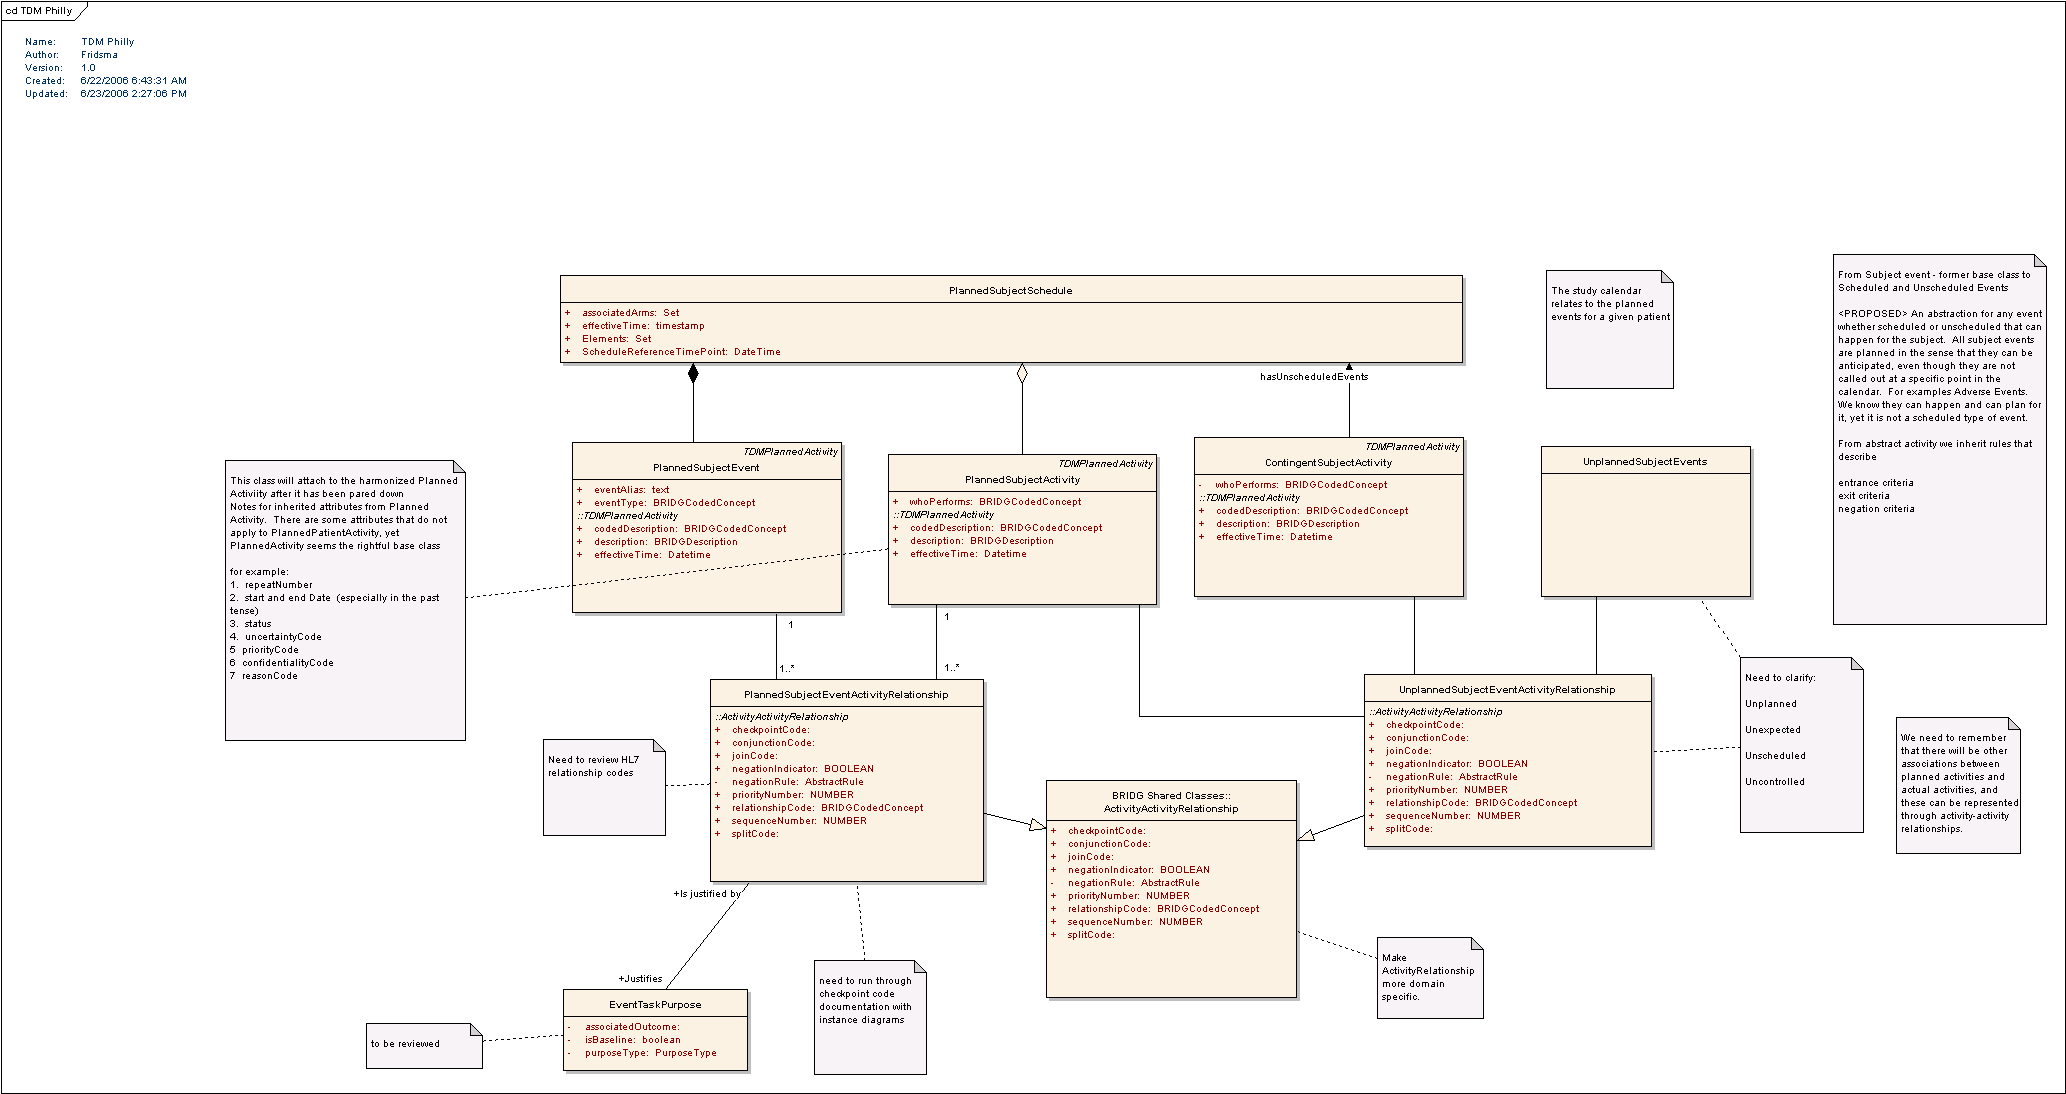 cd TDM Philly
Name: TDM Philly
Author: Fridsma
Version: 1.0
Created: 6/22/2006 6:43:31 AM
Updated: 6/23/2006 2:27:06 PM
PlannedSubjectSchedule
+ associatedArms: Set
+ effectiveTime: timestamp
+ Elements: Set
+ ScheduleReferenceTimePoint: DateTime
The study calendar
relates to the planned
events for a given patient
From Subject event - former base class to
Scheduled and Unscheduled Events
<PROPOSED> An abstraction for any event
whether scheduled or unscheduled that can
happen for the subject. All subject events
are planned in the sense that they can be
anticipated, even though they are not
called out at a specific point in the
calendar. For examples Adverse Events.
We know they can happen and can plan for
it, yet it is not a scheduled type of event.
From abstract activity we inherit rules that
describe
entrance criteria
exit criteria
negation criteria
hasUnscheduledEvents
This class will attach to the harmonized Planned
Activiity after it has been pared down
Notes for inherited attributes from Planned
Activity. There are some attributes that do not
apply to PlannedPatientActivity, yet
PlannedActivity seems the rightful base class
for example:
1. repeatNumber
2. start and end Date (especially in the past
tense)
3. status
4. uncertaintyCode
5 priorityCode
6 confidentialityCode
7 reasonCode
TDMPlannedActivity
PlannedSubjectEvent
+ eventAlias: text
+ eventType: BRIDGCodedConcept
::TDMPlannedActivity
+ codedDescription: BRIDGCodedConcept
+ description: BRIDGDescription
+ effectiveTime: Datetime
TDMPlannedActivity
PlannedSubjectActivity
+ whoPerforms: BRIDGCodedConcept
::TDMPlannedActivity
+ codedDescription: BRIDGCodedConcept
+ description: BRIDGDescription
+ effectiveTime: Datetime
TDMPlannedActivity
ContingentSubjectActivity
- whoPerforms: BRIDGCodedConcept
::TDMPlannedActivity
+ codedDescription: BRIDGCodedConcept
+ description: BRIDGDescription
+ effectiveTime: Datetime
UnplannedSubjectEvents
1
1..*
1
1..*
PlannedSubjectEventActivityRelationship
::ActivityActivityRelationship
+ checkpointCode:
+ conjunctionCode:
+ joinCode:
+ negationIndicator: BOOLEAN
- negationRule: AbstractRule
+ priorityNumber: NUMBER
+ relationshipCode: BRIDGCodedConcept
+ sequenceNumber: NUMBER
+ splitCode:
UnplannedSubjectEventActivityRelationship
::ActivityActivityRelationship
+ checkpointCode:
+ conjunctionCode:
+ joinCode:
+ negationIndicator: BOOLEAN
- negationRule: AbstractRule
+ priorityNumber: NUMBER
+ relationshipCode: BRIDGCodedConcept
+ sequenceNumber: NUMBER
+ splitCode:
Need to clarify:
Unplanned
Unexpected
Unscheduled
Uncontrolled
We need to remember
that there will be other
associations between
planned activities and
actual activities, and
these can be represented
through activity-activity
relationships.
Need to review HL7
relationship codes
BRIDG Shared Classes::
ActivityActivityRelationship
+ checkpointCode:
+ conjunctionCode:
+ joinCode:
+ negationIndicator: BOOLEAN
- negationRule: AbstractRule
+ priorityNumber: NUMBER
+ relationshipCode: BRIDGCodedConcept
+ sequenceNumber: NUMBER
+ splitCode:
+Is justified by
+Justifies
Make
ActivityRelationship
more domain
specific.
need to run through
checkpoint code
documentation with
instance diagrams
EventTaskPurpose
- associatedOutcome:
- isBaseline: boolean
- purposeType: PurposeType
to be reviewed